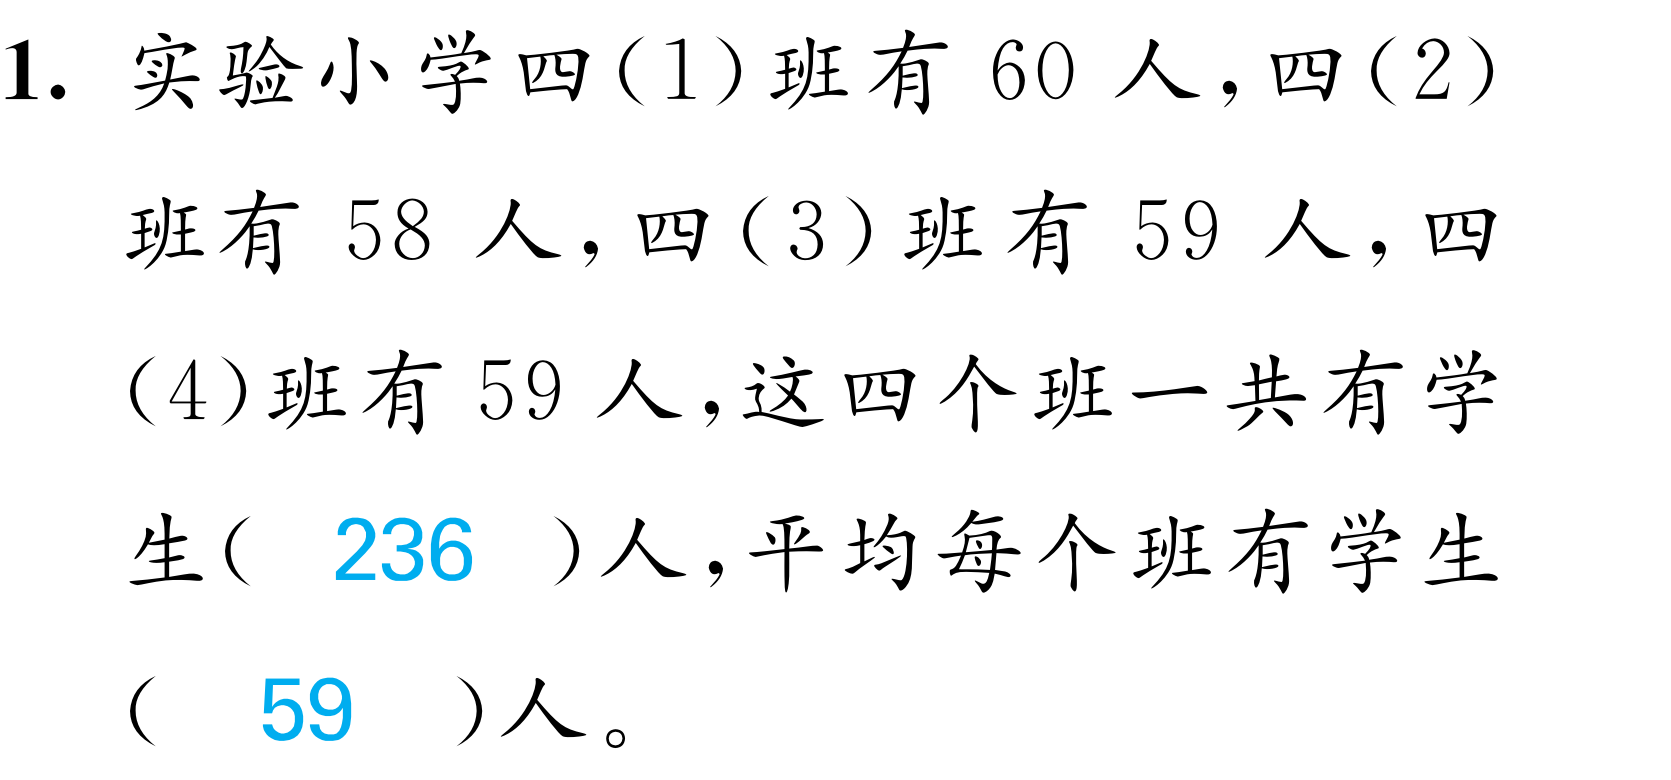 1. 实验小学四(1)班有 60 人,四(2)
班有 58 人,四(3)班有 59 人,四
(4)班有 59 人,这四个班一共有学
生( 236 )人,平均每个班有学生
( 59 )人。